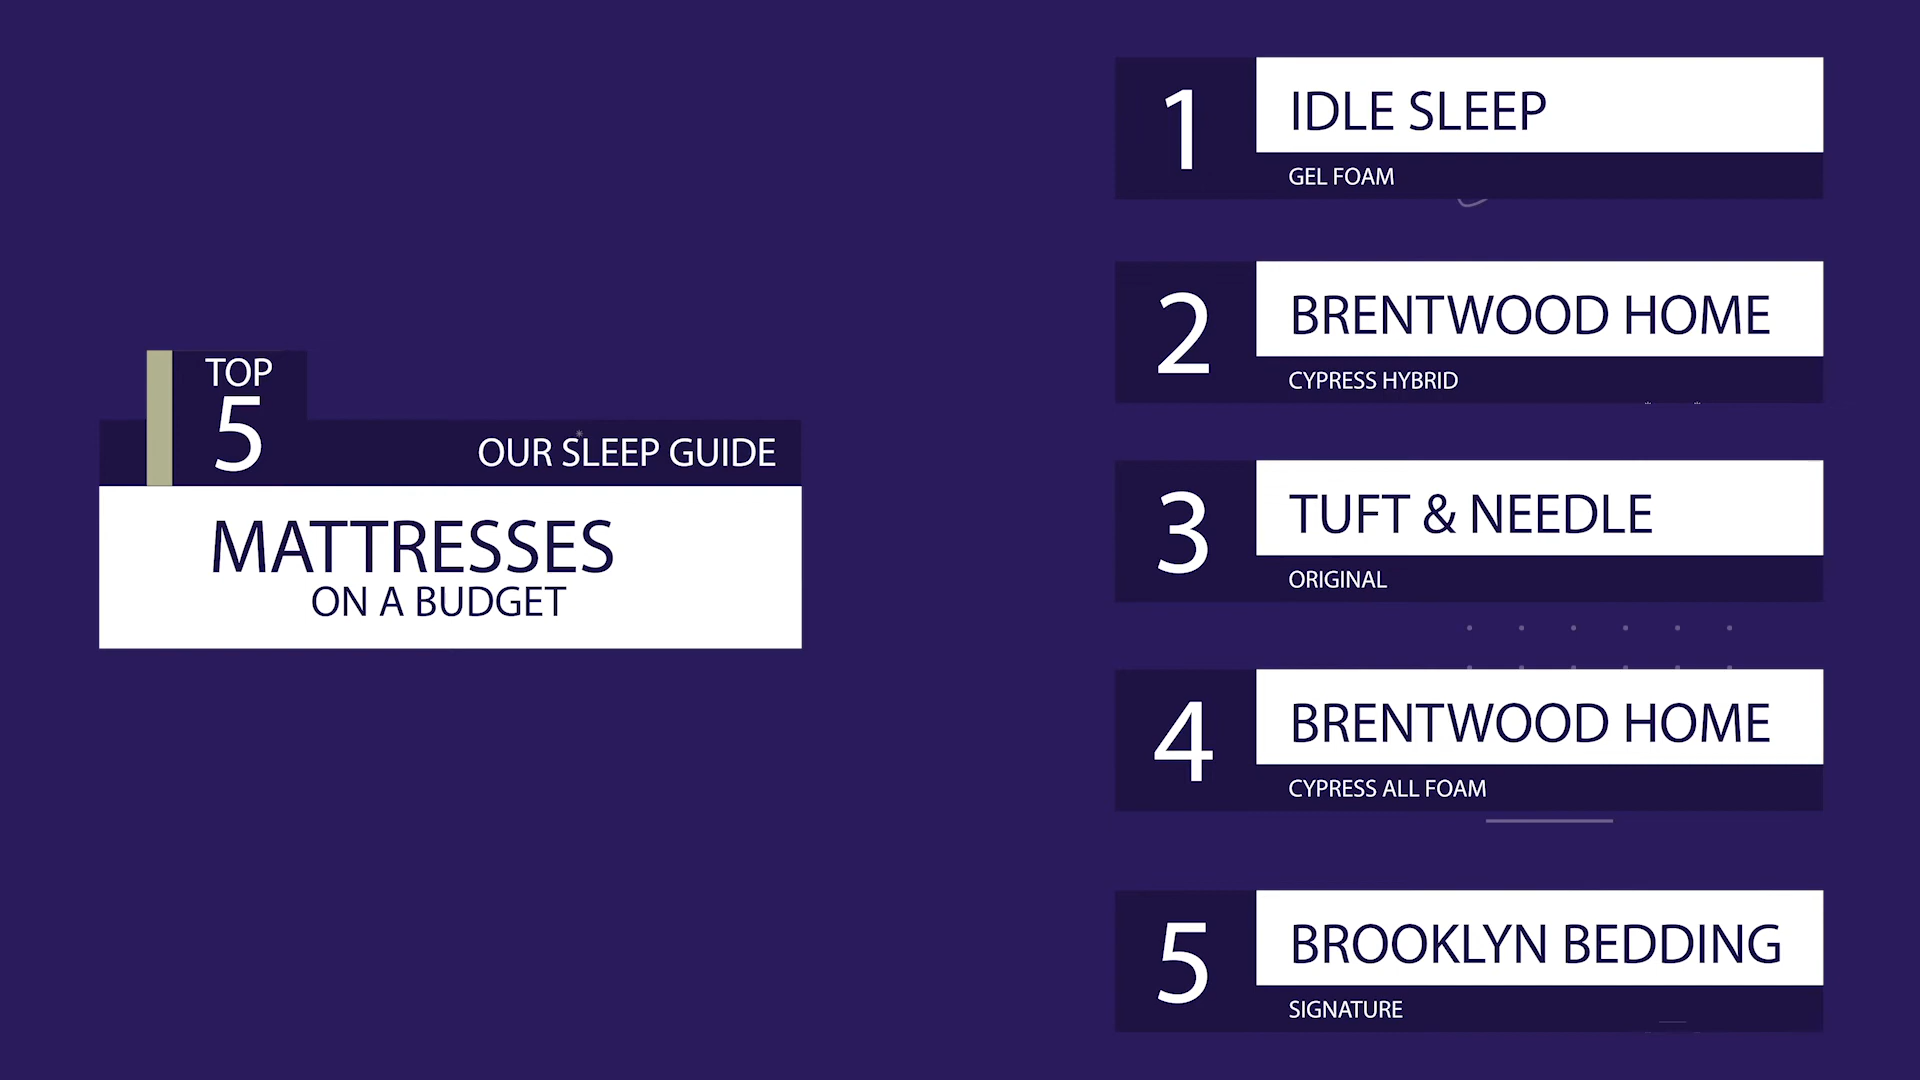 TOP
5
OUR SLEEP GUIDE
MATTRESSES
ON A BUDGET
1
IDLE SLEEP
GEL FOAM
2
BRENTWOOD HOME
CYPRESS HYBRID
3
TUFT & NEEDLE
ORIGINAL
4
BRENTWOOD HOME
CYPRESS ALL FOAM
5
BROOKLYN BEDDING
SIGNATURE